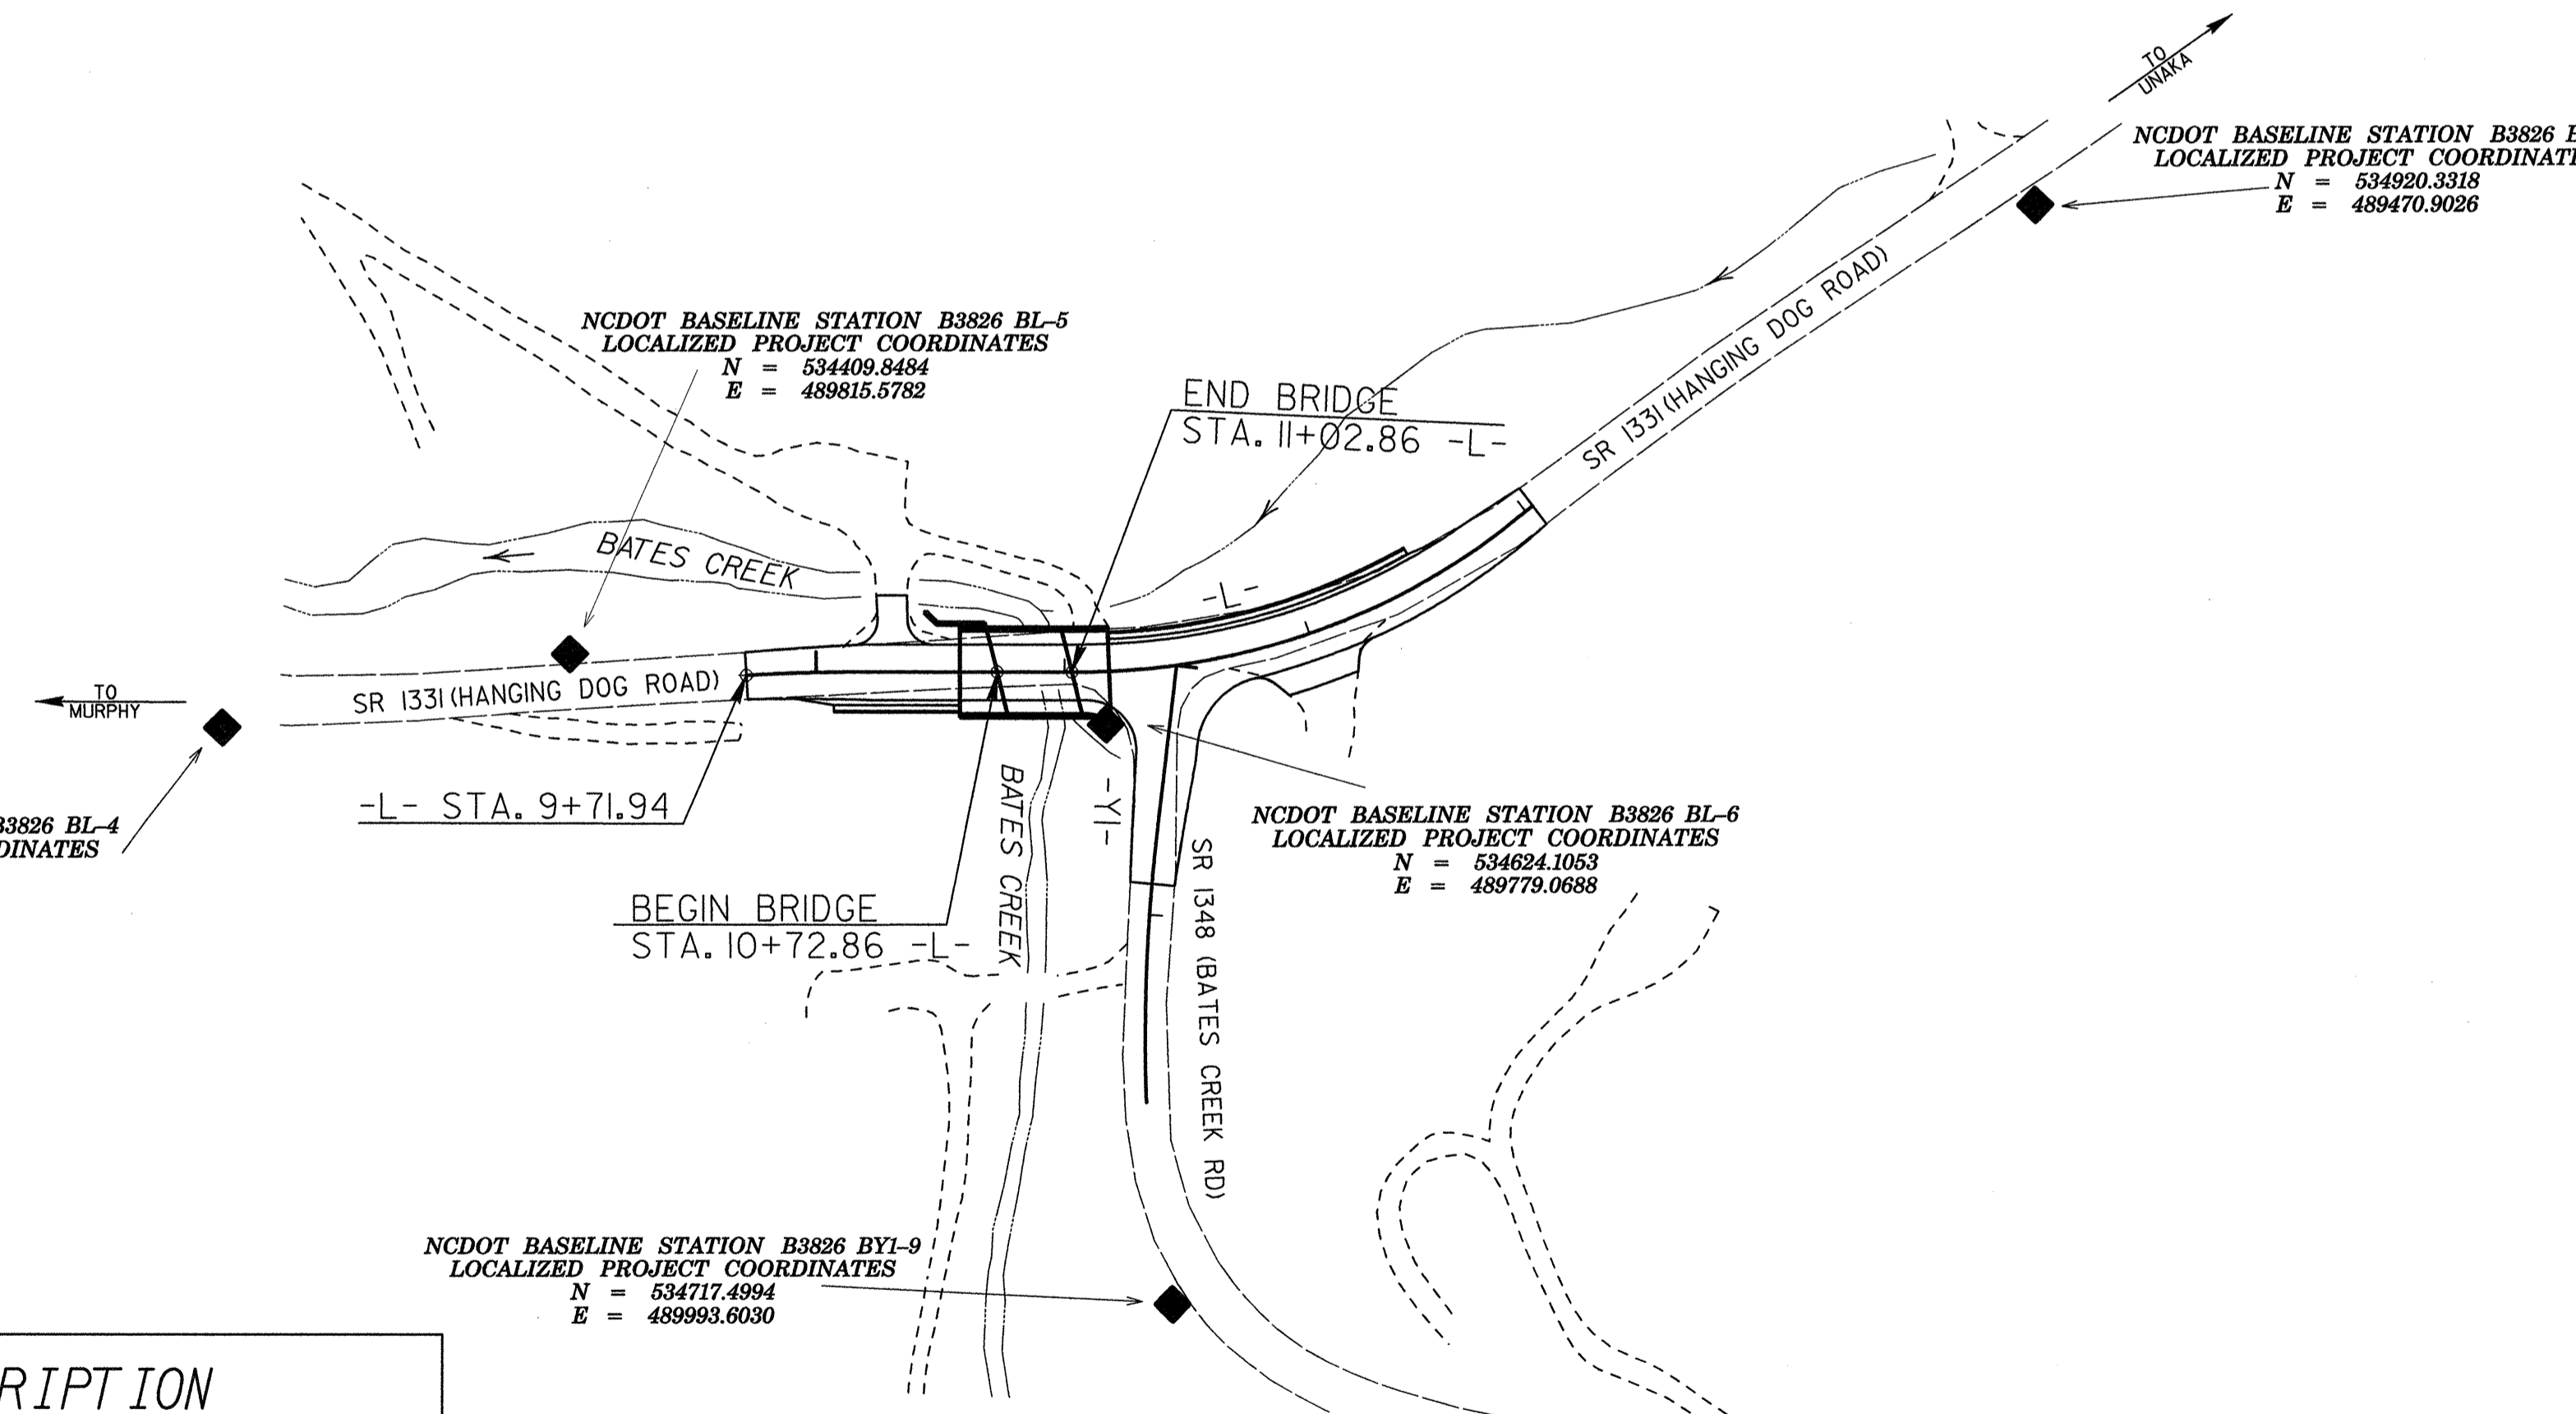 TO
UNAKA
NCDOT BASELINE STATION B3826
LOCALIZED PROJECT
N = 534920.3318
E = 489470.9026
SR 1331 (HANGING DOG ROAD)
NCDOT BASELINE STATION B3826 BL-5
LOCALIZED PROJECT COORDINATES
N = 534409.8484
E = 489815.5782
END BRIDGE
STA. 11+02.86 -L-
BATES CREEK
-L-
SR 1331 (HANGING DOG ROAD)
TO
MURPHY
-L- STA. 9+71.94
B3826 BL-4
DINATES
BATES CREEK
-Y1-
NCDOT BASELINE STATION B3826 BL-6
LOCALIZED PROJECT COORDINATES
N = 534624.1053
E = 489779.0688
BEGIN BRIDGE
STA. 10+72.86 -L-
SR 1348 (BATES CREEK RD)
NCDOT BASELINE STATION B3826 BY1-9
LOCALIZED PROJECT COORDINATES
N = 534717.4994
E = 489993.6030
RIPTION